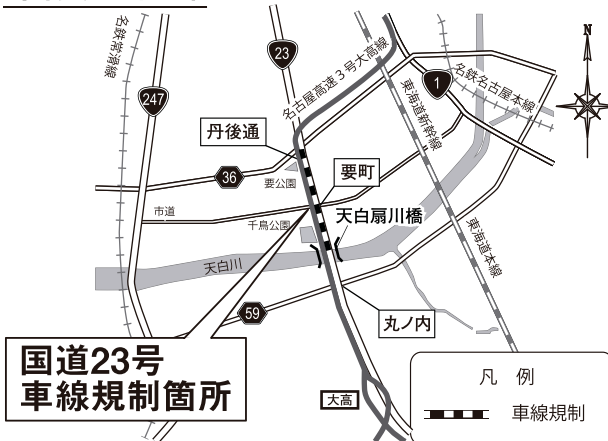 名鉄常滑線
23
247
名古屋高速3号大高線
1
名鉄名古屋本線
東海道新幹線
N
丹後通
36
要公園
要町
市道
千鳥公園
天白扇川橋
東海道本線
天白川
59
丸ノ内
国道23号
車線規制箇所
大高
凡 例
車線規制